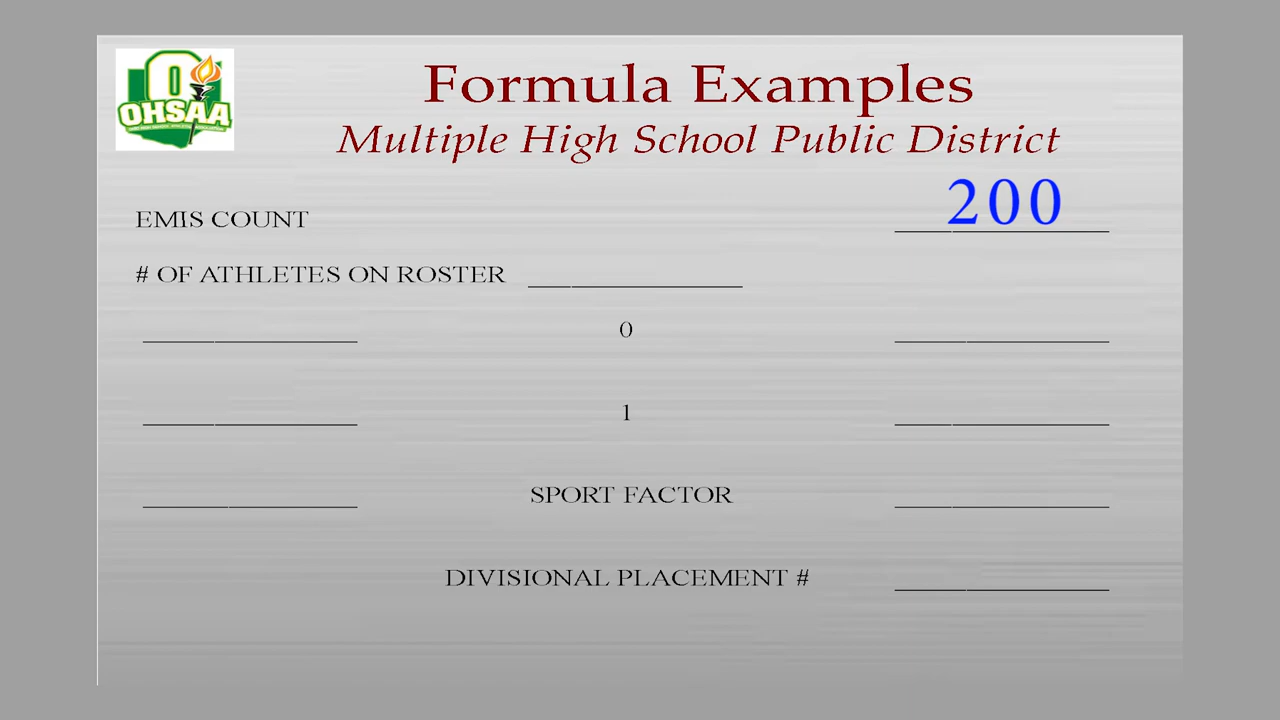 OHSAA
Formula Examples
Multiple High School Public District
EMIS COUNT 200
# OF ATHLETES ON ROSTER
0
1
SPORT FACTOR
DIVISIONAL PLACEMENT #